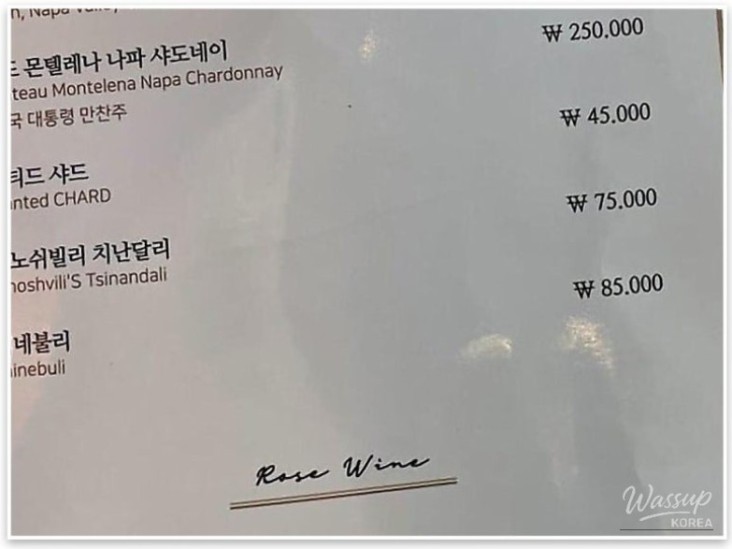 n, Napa Valley,
₩ 250.000
드 몬텔레나 나파 샤도네이
teau Montelena Napa Chardonnay
국 대통령 만찬주
₩ 45.000
티드 샤드
nted CHARD
₩ 75.000
노쉬빌리 치난달리
noshvili'S Tsinandali
₩ 85.000
네불리
inebuli
Rose Wine
Wassup
KOREA